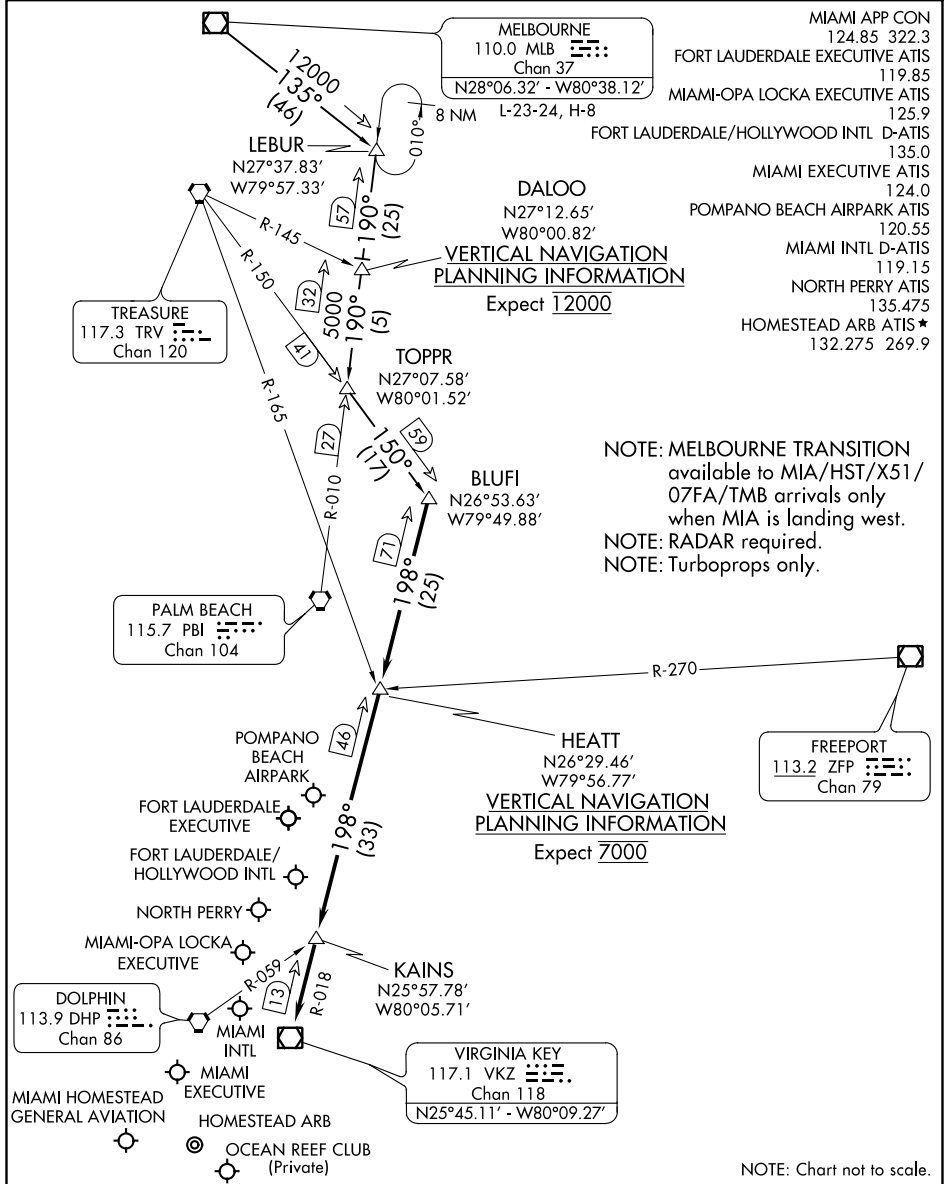 MIAMI APP CON
124.85 322.3
FORT LAUDERDALE EXECUTIVE ATIS
119.85
MIAMI-OPA LOCKA EXECUTIVE ATIS
125.9
FORT LAUDERDALE/HOLLYWOOD INTL D-ATIS
135.0
MIAMI EXECUTIVE ATIS
124.0
POMPANO BEACH AIRPARK ATIS
120.55
MIAMI INTL D-ATIS
119.15
NORTH PERRY ATIS
135.475
HOMESTEAD ARB ATIS★
132.275 269.9
MELBOURNE
110.0 MLB
Chan 37
N28°06.32' - W80°38.12'
L-23-24, H-8
12000
135°
(46)
8 NM
010°
LEBUR
N27°37.83'
W79°57.33'
57
190°
(25)
DALOO
N27°12.65'
W80°00.82'
VERTICAL NAVIGATION
PLANNING INFORMATION
Expect 12000
R-145
R-150
R-165
TREASURE
117.3 TRV
Chan 120
32
5000
190°
(5)
41
TOPPR
N27°07.58'
W80°01.52'
27
R-010
59
150°
(17)
BLUFI
N26°53.63'
W79°49.88'
NOTE: MELBOURNE TRANSITION
available to MIA/HST/X51/
07FA/TMB arrivals only
when MIA is landing west.
NOTE: RADAR required.
NOTE: Turboprops only.
71
198°
(25)
PALM BEACH
115.7 PBI
Chan 104
R-270
FREEPORT
113.2 ZFP
Chan 79
46
HEATT
N26°29.46'
W79°56.77'
VERTICAL NAVIGATION
PLANNING INFORMATION
Expect 7000
POMPANO
BEACH
AIRPARK
FORT LAUDERDALE
EXECUTIVE
198°
(33)
FORT LAUDERDALE/
HOLLYWOOD INTL
NORTH PERRY
MIAMI-OPA LOCKA
EXECUTIVE
R-059
13
R-018
KAINS
N25°57.78'
W80°05.71'
DOLPHIN
113.9 DHP
Chan 86
MIAMI
INTL
VIRGINIA KEY
117.1 VKZ
Chan 118
N25°45.11' - W80°09.27'
MIAMI
EXECUTIVE
MIAMI HOMESTEAD
GENERAL AVIATION
HOMESTEAD ARB
OCEAN REEF CLUB
(Private)
NOTE: Chart not to scale.